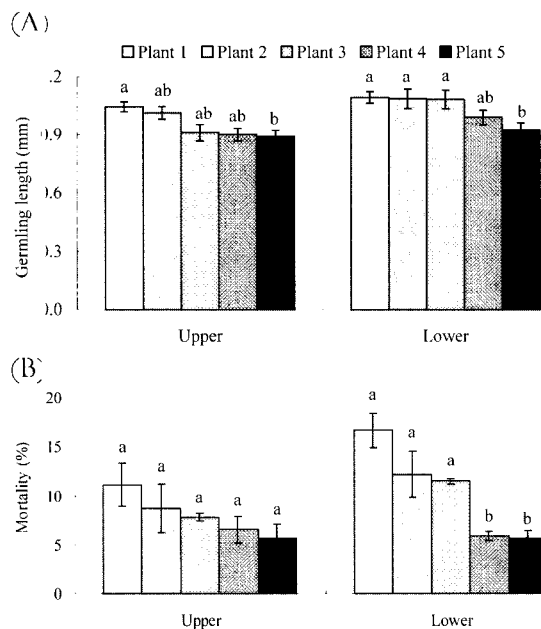 (A)
Plant 1 Plant 2 Plant 3 Plant 4 Plant 5
Germling length (mm)
.2
0.9
0.3
.0
a ab ab ab b
a a a ab b
Upper Lower
(B)
Mortality (%)
20
15
10
5
0
a a a a a
a a a b b
Upper Lower